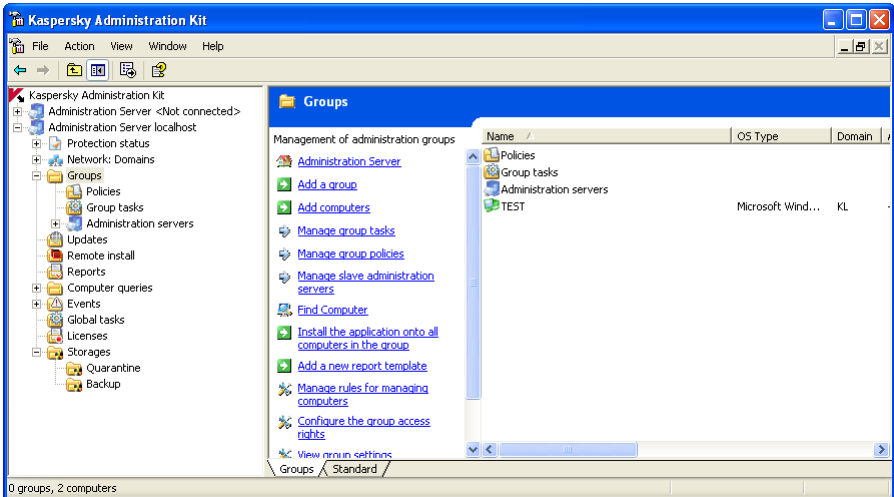 Kaspersky Administration Kit
File Action View Window Help
Kaspersky Administration Kit
Administration Server <Not connected>
Administration Server localhost
Protection status
Network: Domains
Groups
Policies
Group tasks
Administration servers
Updates
Remote install
Reports
Computer queries
Events
Global tasks
Licenses
Storages
Quarantine
Backup
Groups
Management of administration groups
Administration Server
Add a group
Add computers
Manage group tasks
Manage group policies
Manage slave administration
servers
Find Computer
Install the application onto all
computers in the group
Add a new report template
Manage rules for managing
computers
Configure the group access
rights
View group settings
Name OS Type Domain
Policies
Group tasks
Administration servers
TEST Microsoft Wind... KL
Groups Standard
0 groups, 2 computers